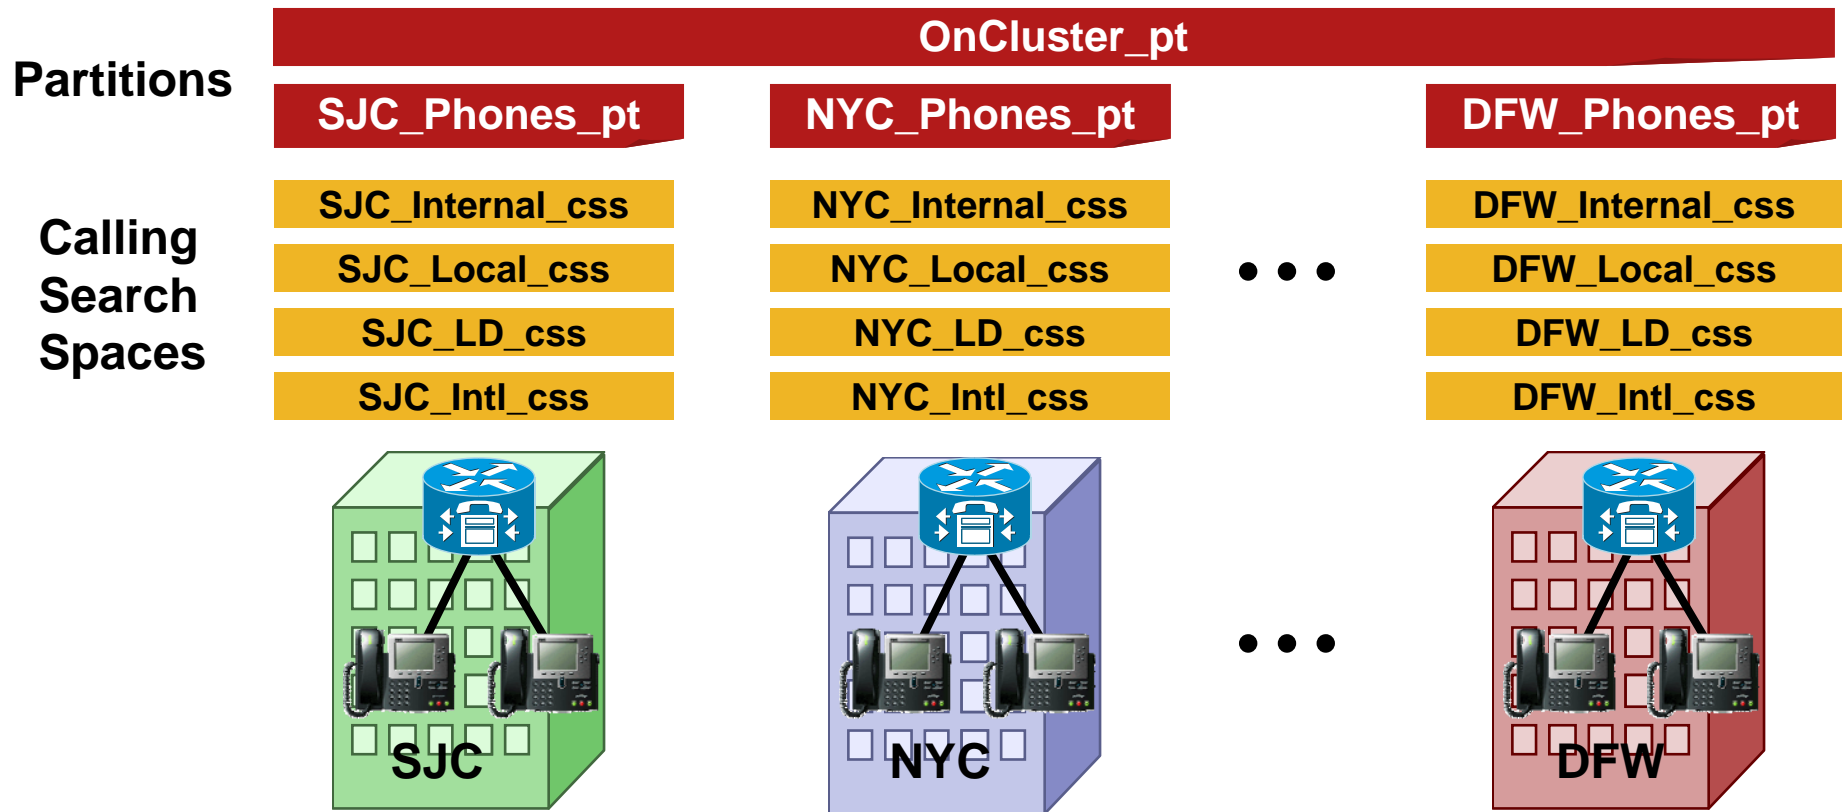 OnCluster_pt
Partitions
SJC_Phones_pt
NYC_Phones_pt
DFW_Phones_pt
Calling
Search
Spaces
SJC_Internal_css
NYC_Internal_css
DFW_Internal_css
SJC_Local_css
NYC_Local_css
DFW_Local_css
SJC_LD_css
NYC_LD_css
DFW_LD_css
SJC_Intl_css
NYC_Intl_css
DFW_Intl_css
SJC
NYC
DFW